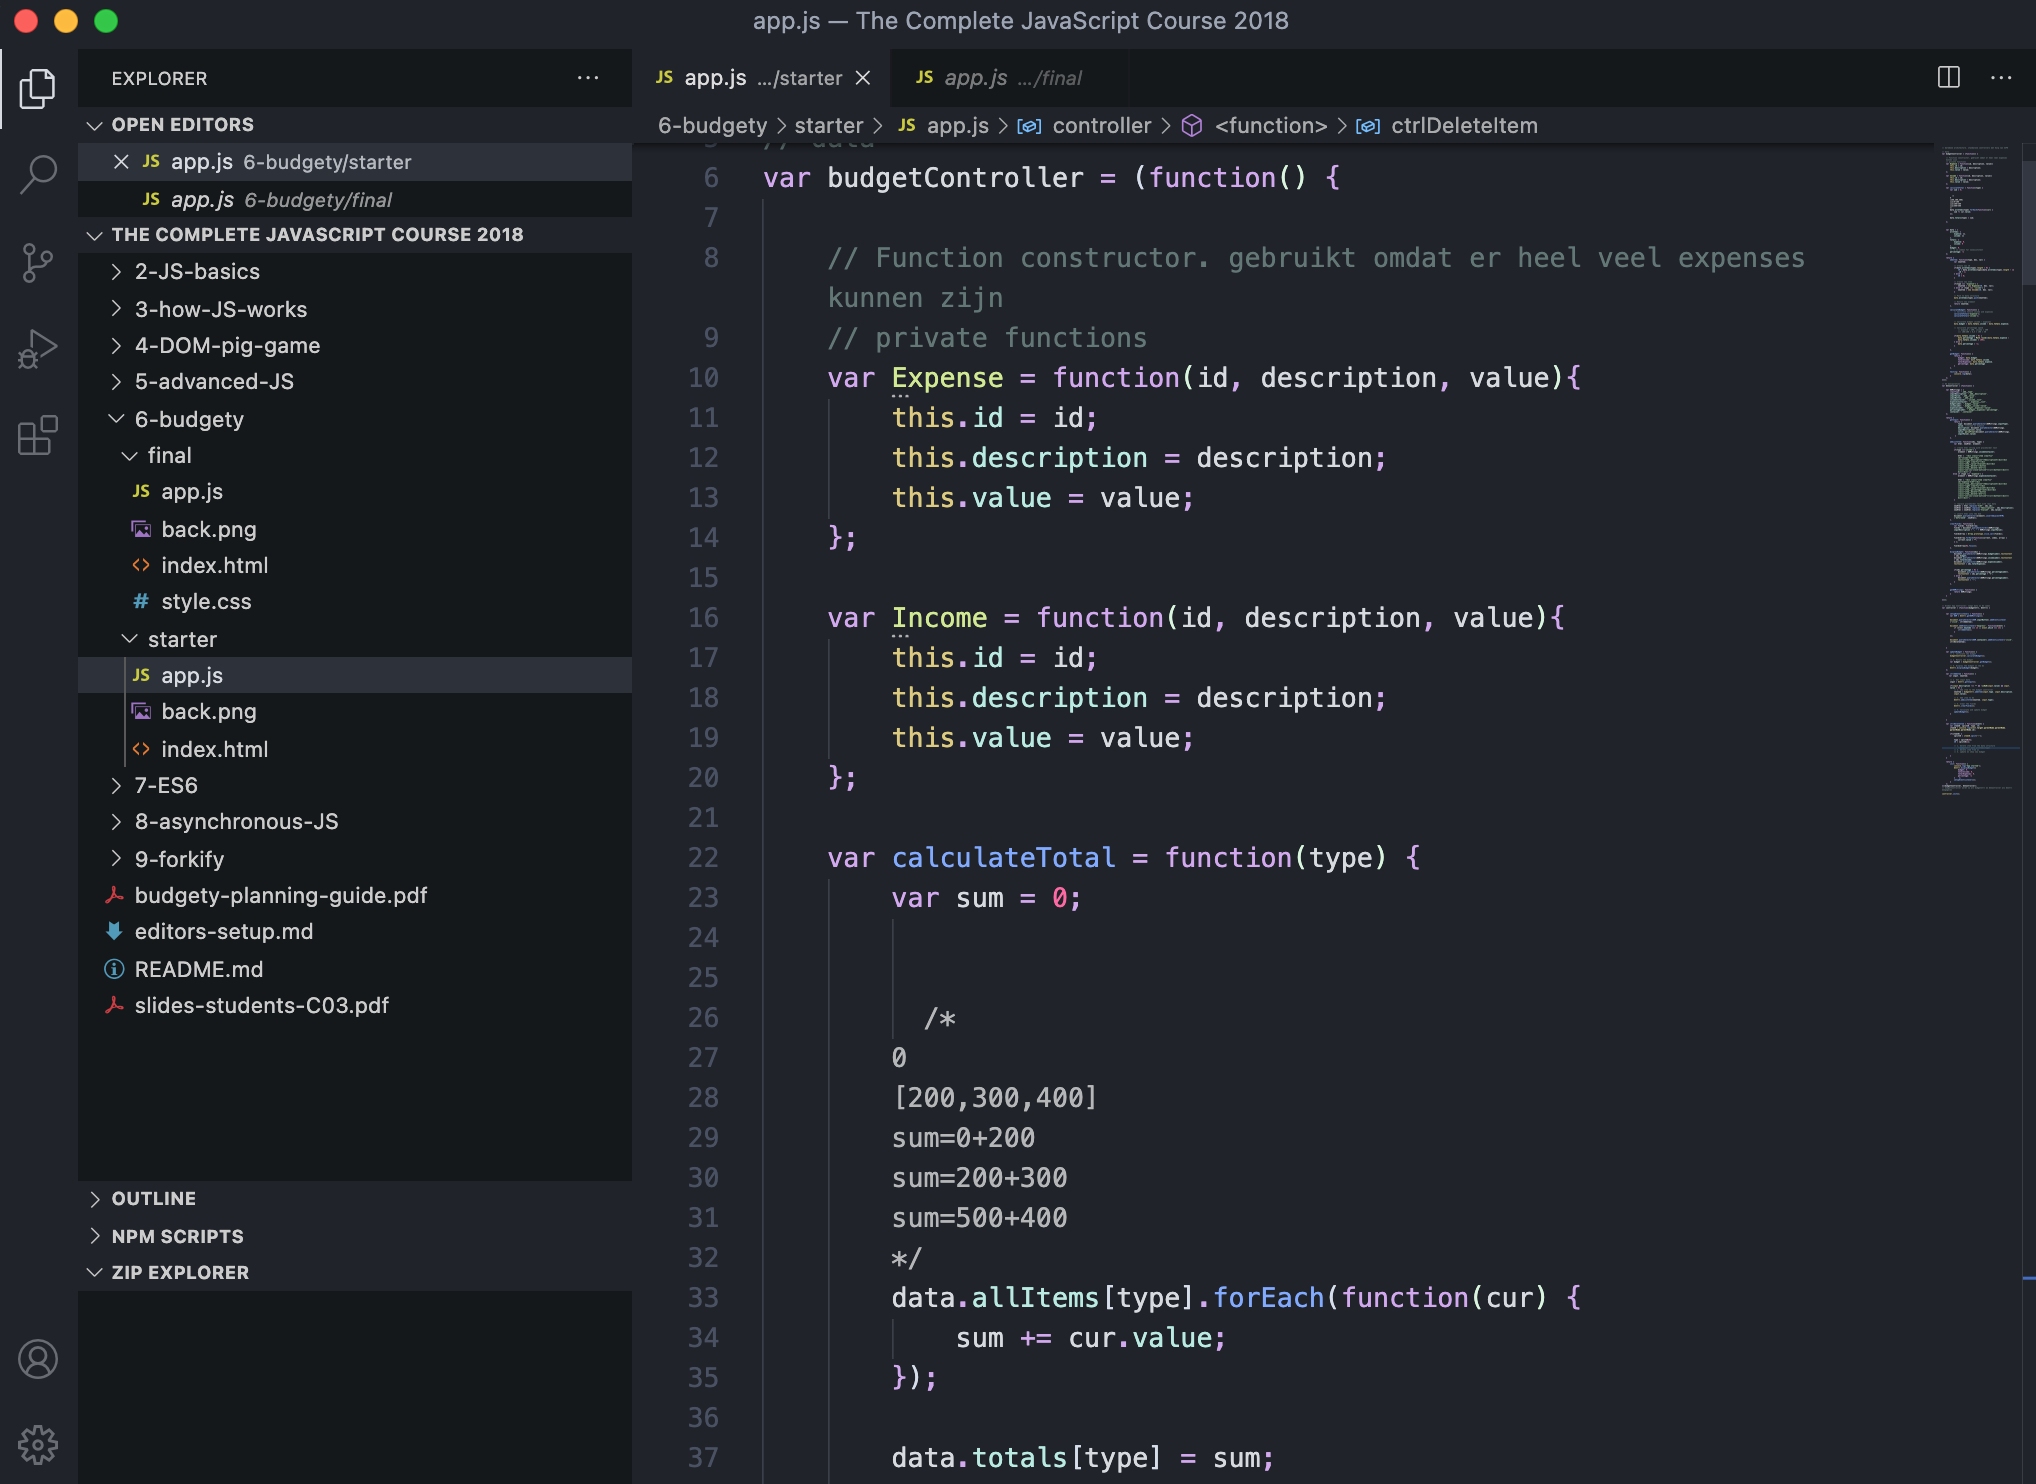 app.js — The Complete JavaScript Course 2018
EXPLORER
OPEN EDITORS
JS app.js 6-budgety/starter
JS app.js 6-budgety/final
THE COMPLETE JAVASCRIPT COURSE 2018
2-JS-basics
3-how-JS-works
4-DOM-pig-game
5-advanced-JS
6-budgety
final
JS app.js
back.png
<> index.html
# style.css
starter
JS app.js
back.png
<> index.html
7-ES6
8-asynchronous-JS
9-forkify
budgety-planning-guide.pdf
editors-setup.md
README.md
slides-students-C03.pdf
OUTLINE
NPM SCRIPTS
ZIP EXPLORER
JS app.js .../starter
JS app.js .../final
6-budgety > starter > JS app.js > controller > <function> > ctrlDeleteItem
5 // data
6 var budgetController = (function() {
7
8 // Function constructor. gebruikt omdat er heel veel expenses
kunnen zijn
9 // private functions
10 var Expense = function(id, description, value){
11 this.id = id;
12 this.description = description;
13 this.value = value;
14 };
15
16 var Income = function(id, description, value){
17 this.id = id;
18 this.description = description;
19 this.value = value;
20 };
21
22 var calculateTotal = function(type) {
23 var sum = 0;
24
25
26 /*
27 0
28 [200,300,400]
29 sum=0+200
30 sum=200+300
31 sum=500+400
32 */
33 data.allItems[type].forEach(function(cur) {
34 sum += cur.value;
35 });
36
37 data.totals[type] = sum;